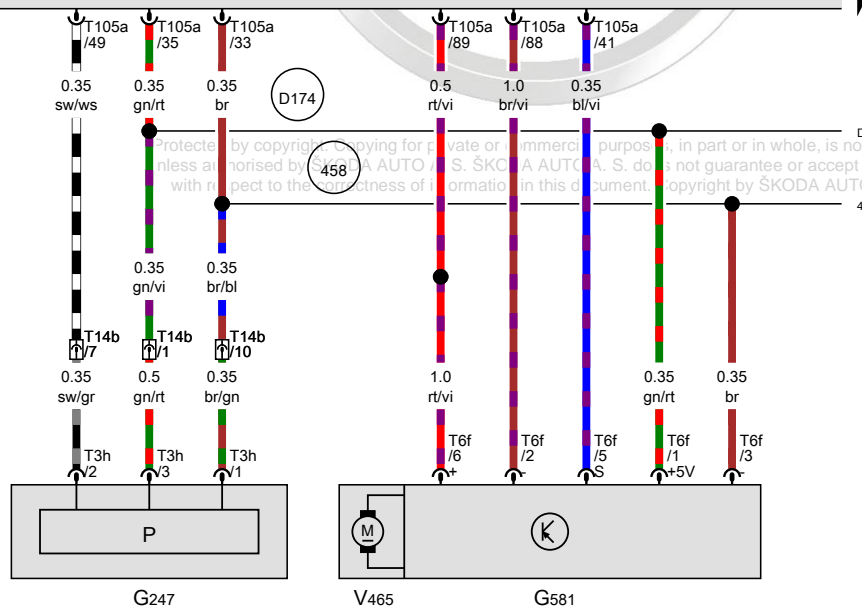 T105a T105a T105a T105a T105a T105a
/49 /35 /33 /89 /88 /41
0.35 0.35 0.35 0.5 1.0 0.35
sw/ws gn/rt br rt/vi br/vi bl/vi
D174
D
Protected by copyright. Copying for private or commercial purposes, in part or in whole, is no
nless authorised by ŠKODA AUTO A. S. ŠKODA AUTO A. S. does not guarantee or accept
458
with respect to the correctness of information in this document. Copyright by ŠKODA AUTO
4
0.35 0.35
gn/vi br/bl
T14b T14b T14b
/7 /1 /10
0.35 0.5 0.35 1.0 0.35 0.35
sw/gr gn/rt br/gn rt/vi gn/rt br
T6f T6f T6f T6f T6f
/6 /2 /5 /1 /3
T3h T3h T3h
/2 /3 /1 + - S +5V -
P M
G247 V465 G581